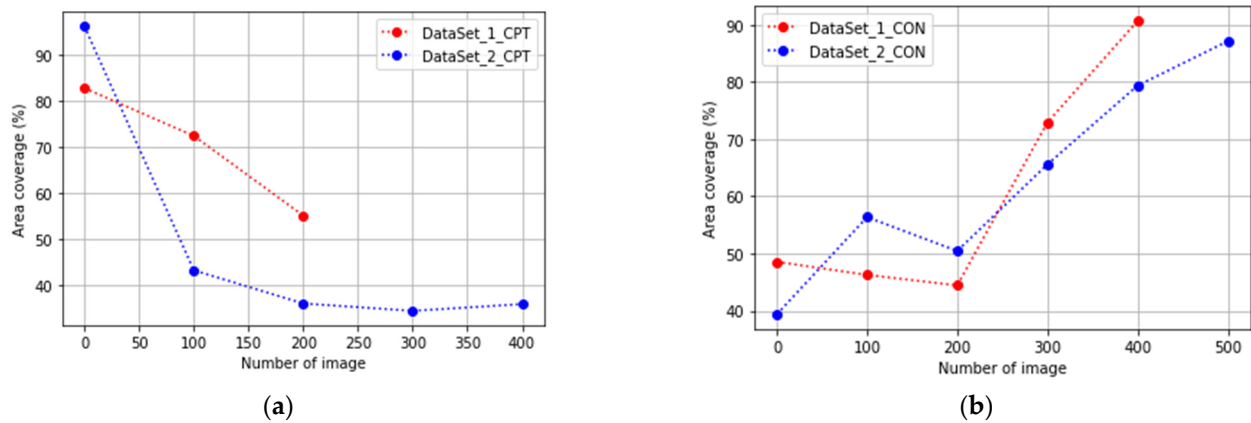 DataSet_1_CPT
DataSet_2_CPT
90
80
70
60
50
40
Area coverage (%)
0 50 100 150 200 250 300 350 400
Number of image
(a)
DataSet_1_CON
DataSet_2_CON
90
80
70
60
50
40
Area coverage (%)
0 100 200 300 400 500
Number of image
(b)